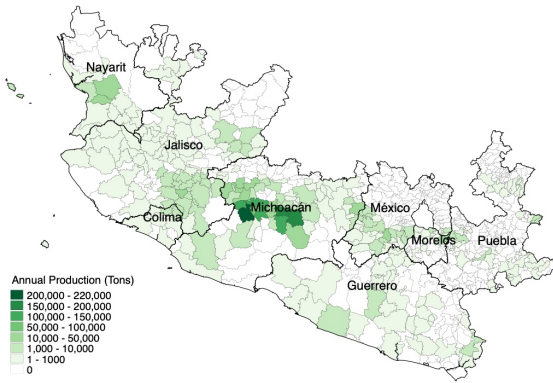 Nayarit
Jalisco
Colima
Michoacán
México
Morelos
Puebla
Guerrero
Annual Production (Tons)
200,000 - 220,000
150,000 - 200,000
100,000 - 150,000
50,000 - 100,000
10,000 - 50,000
1,000 - 10,000
1 - 1000
0